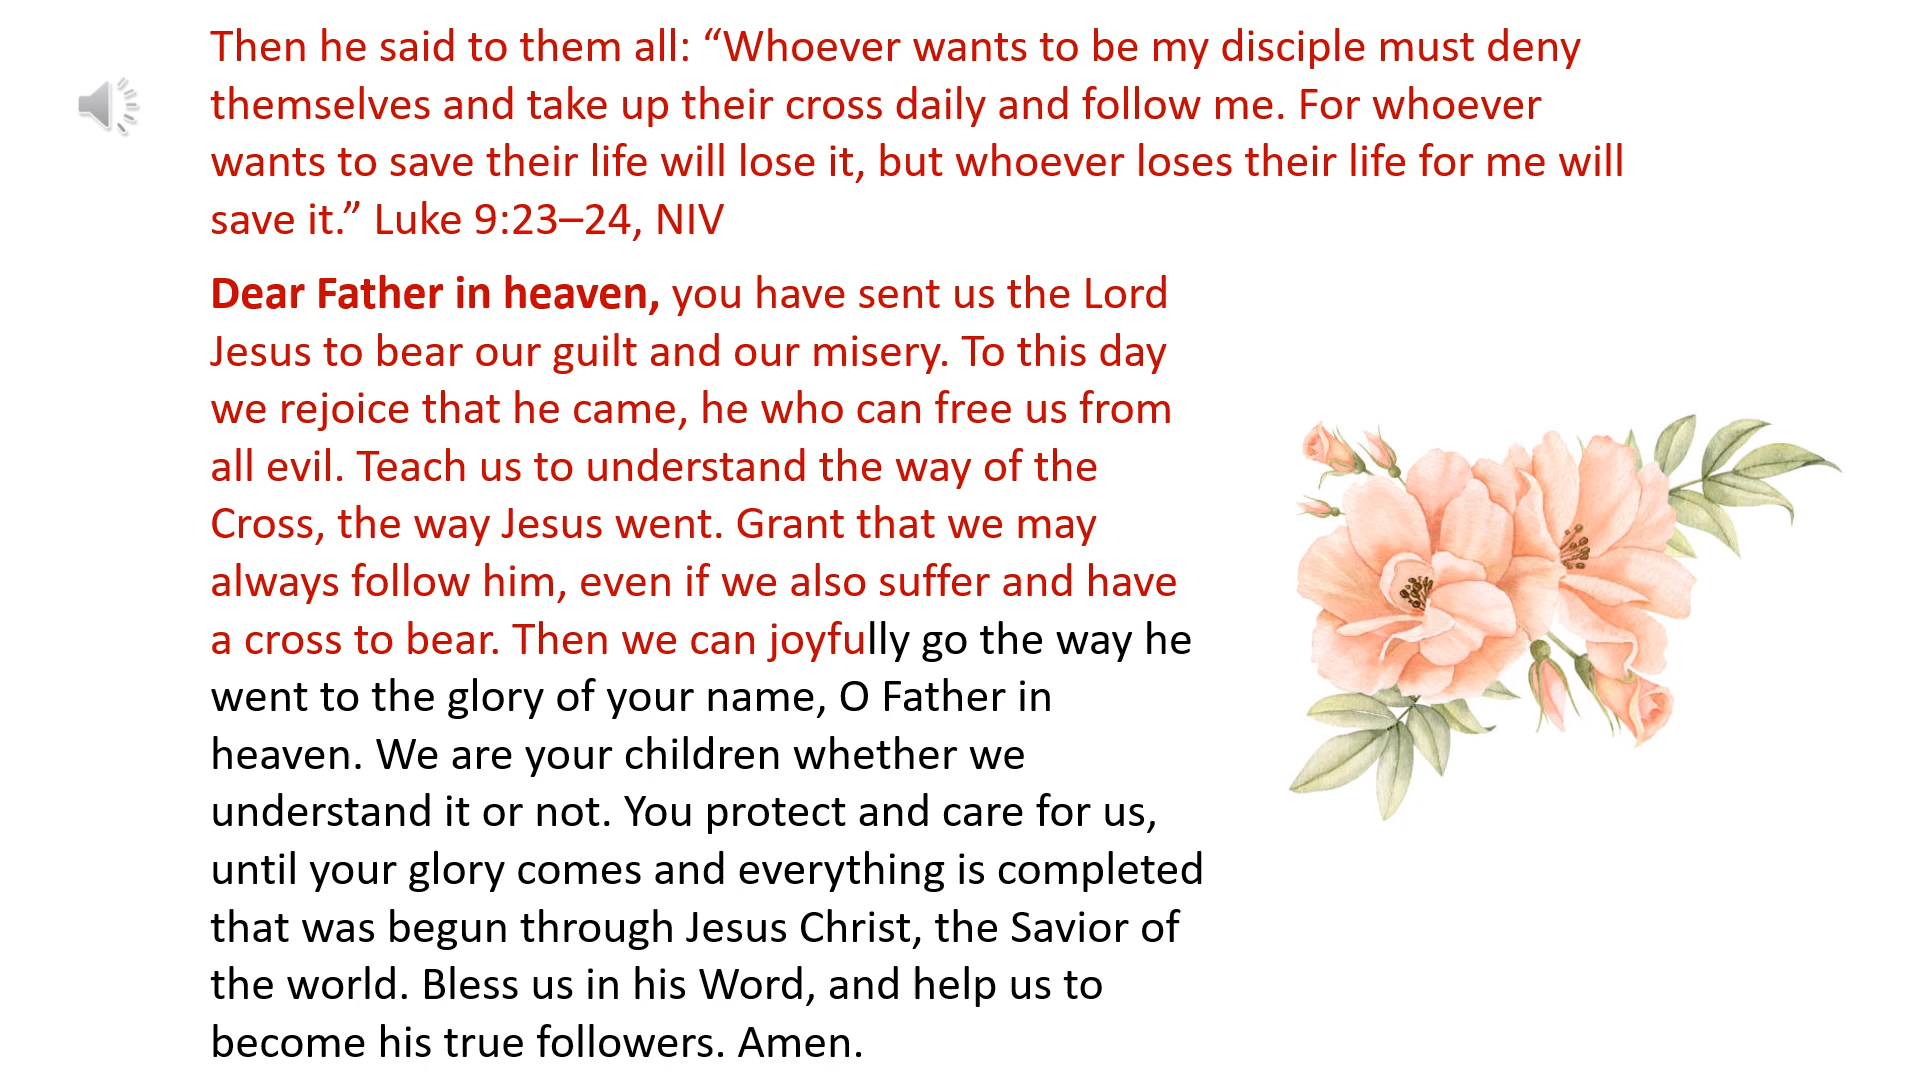 Then he said to them all: “Whoever wants to be my disciple must deny
themselves and take up their cross daily and follow me. For whoever
wants to save their life will lose it, but whoever loses their life for me will
save it.” Luke 9:23–24, NIV
Dear Father in heaven, you have sent us the Lord
Jesus to bear our guilt and our misery. To this day
we rejoice that he came, he who can free us from
all evil. Teach us to understand the way of the
Cross, the way Jesus went. Grant that we may
always follow him, even if we also suffer and have
a cross to bear. Then we can joyfully go the way he
went to the glory of your name, O Father in
heaven. We are your children whether we
understand it or not. You protect and care for us,
until your glory comes and everything is completed
that was begun through Jesus Christ, the Savior of
the world. Bless us in his Word, and help us to
become his true followers. Amen.